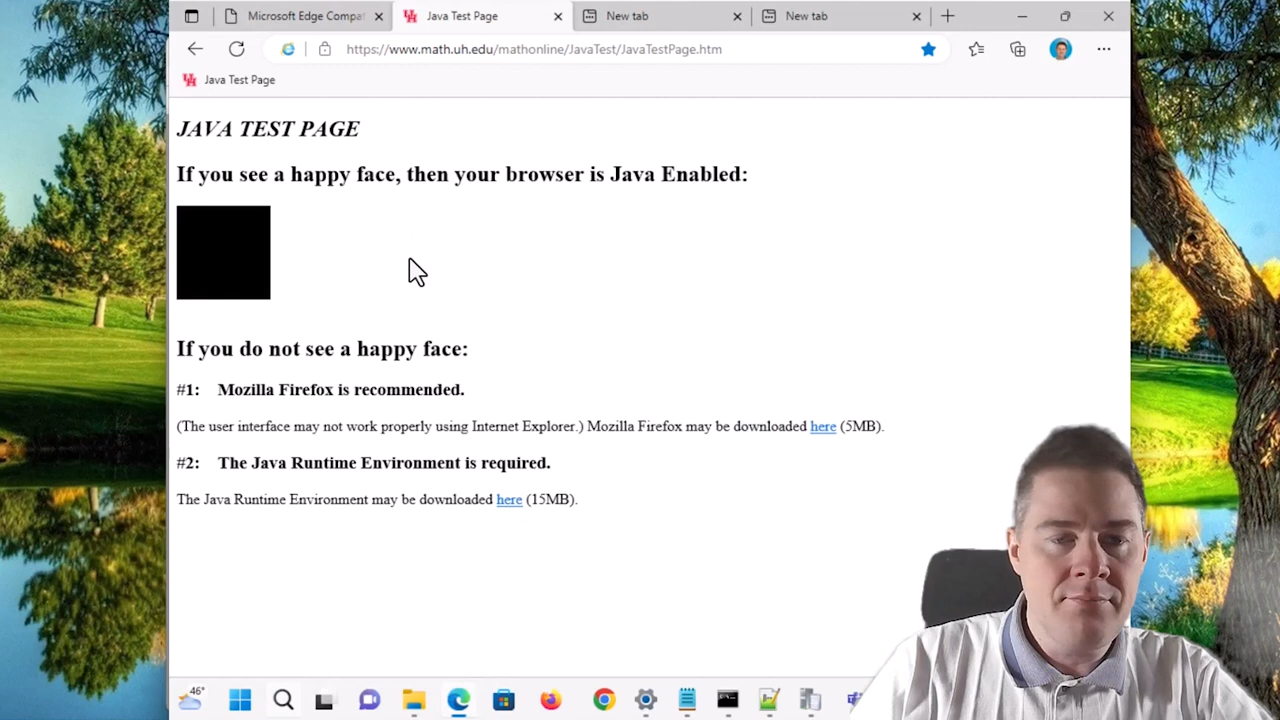 Microsoft Edge Compa
Java Test Page
New tab
New tab
https://www.math.uh.edu/mathonline/JavaTest/JavaTestPage.htm
Java Test Page
JAVA TEST PAGE
If you see a happy face, then your browser is Java Enabled:
If you do not see a happy face:
#1: Mozilla Firefox is recommended.
(The user interface may not work properly using Internet Explorer.) Mozilla Firefox may be downloaded here (5MB).
#2: The Java Runtime Environment is required.
The Java Runtime Environment may be downloaded here (15MB).
46°